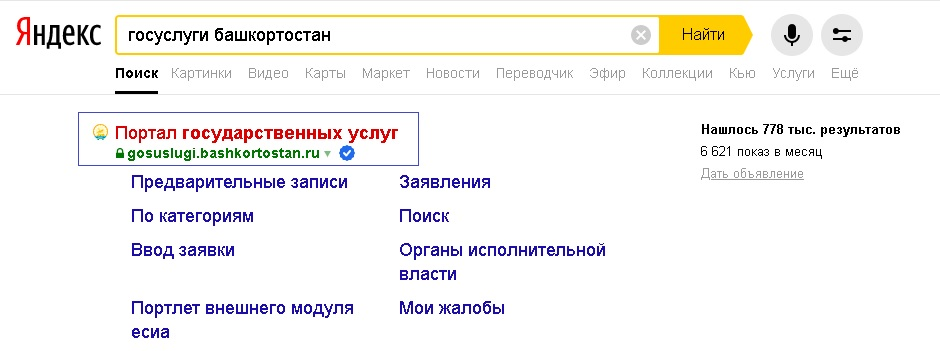 Яндекс
госуслуги башкортостан
Найти
Поиск Картинки Видео Карты Маркет Новости Переводчик Эфир Коллекции Кью Услуги Ещё
Портал государственных услуг
gosuslugi.bashkortostan.ru
Предварительные записи
Заявления
По категориям
Поиск
Ввод заявки
Органы исполнительной
власти
Портлет внешнего модуля
есиа
Мои жалобы
Нашлось 778 тыс. результатов
6 621 показ в месяц
Дать объявление